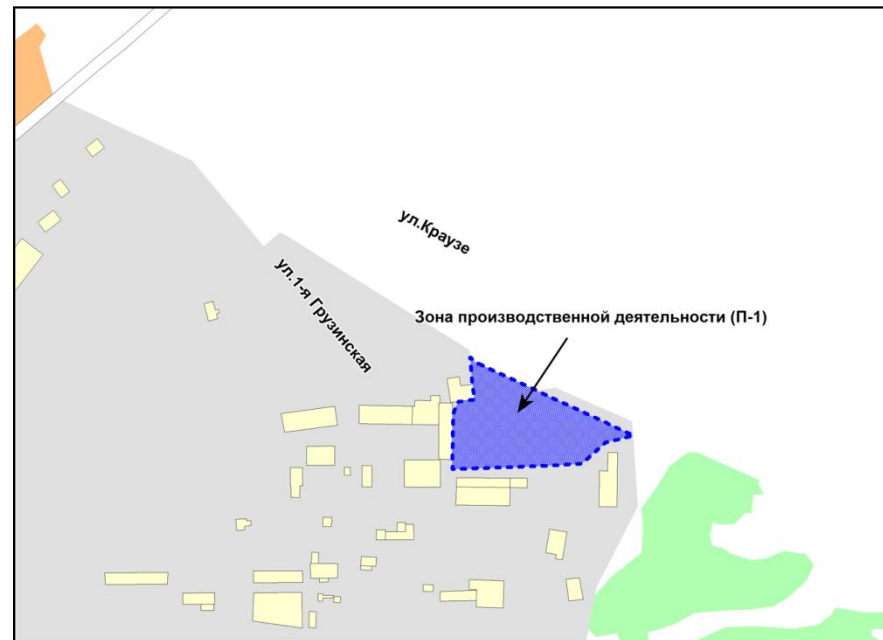 ул.Краузе
ул.1-я Грузинская
Зона производственной деятельности (П-1)